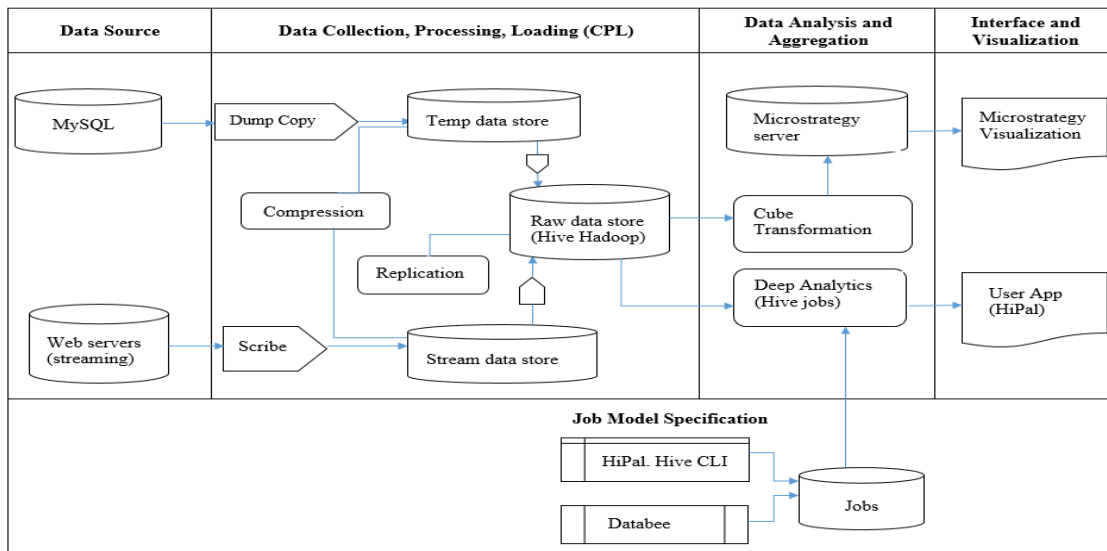 Data Source
Data Collection, Processing, Loading (CPL)
Data Analysis and
Aggregation
Interface and
Visualization
MySQL
Dump Copy
Temp data store
Microstrategy
server
Microstrategy
Visualization
Compression
Raw data store
(Hive Hadoop)
Cube
Transformation
Replication
Deep Analytics
(Hive jobs)
User App
(HiPal)
Web servers
(streaming)
Scribe
Stream data store
Job Model Specification
HiPal. Hive CLI
Jobs
Databee